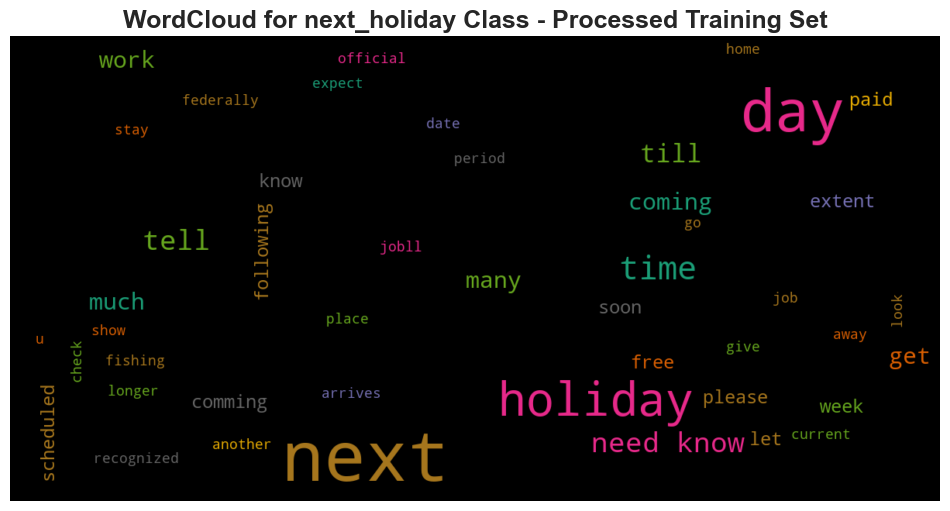 WordCloud for next_holiday Class - Processed Training Set
work
official
home
expect
federally
day
paid
stay
date
till
period
know
coming
extent
following
go
tell
jobll
time
many
much
soon
job
look
place
show
u
check
fishing
give
away
free
get
longer
arrives
holiday
please
scheduled
comming
week
another
next
need know
let
current
recognized